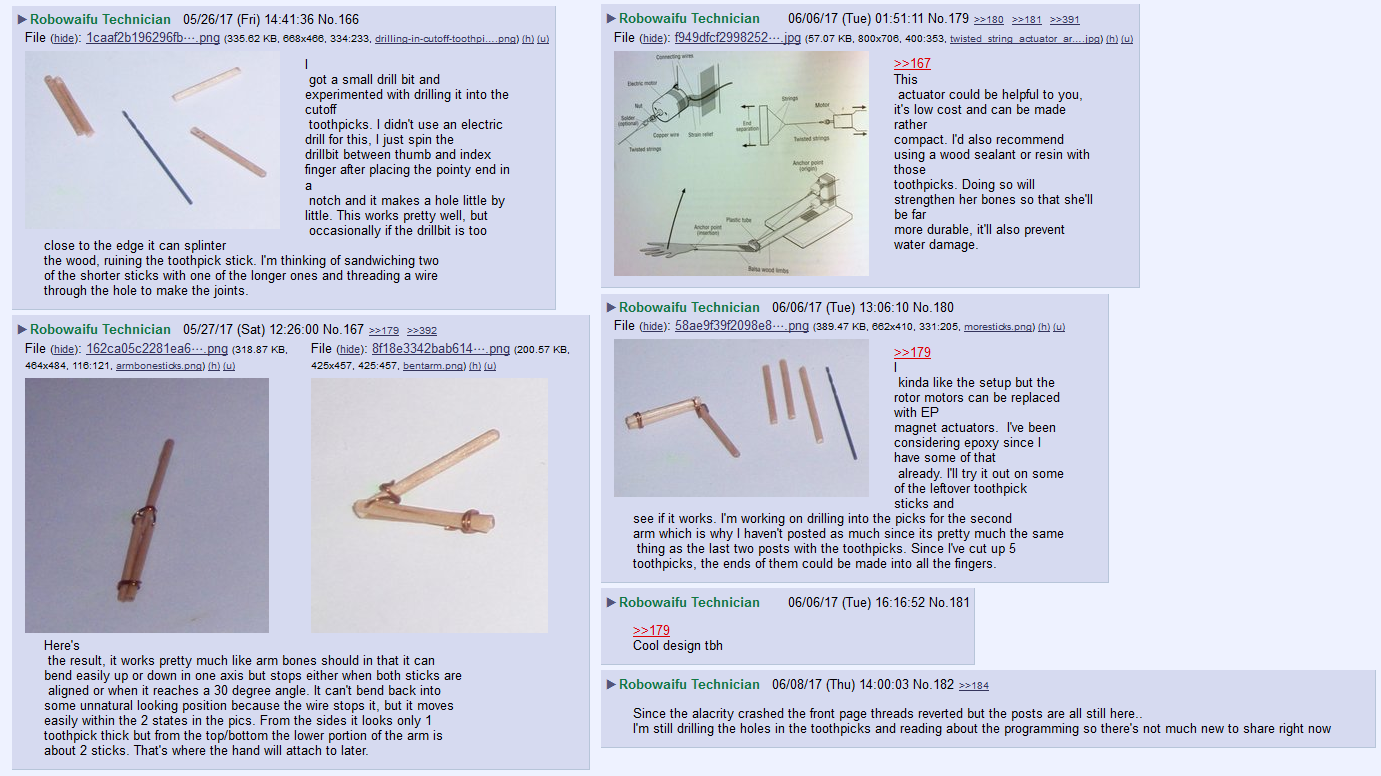 ▶ Robowaifu Technician 05/26/17 (Fri) 14:41:36 No.166
File (hide): 1caaf2b196296fb⋯.png (335.62 KB, 668x466, 334:233, drilling-in-cutoff-toothpi….png) (h) (u)
I
got a small drill bit and
experimented with drilling it into the
cutoff
toothpicks. I didn't use an electric
drill for this, I just spin the
drillbit between thumb and index
finger after placing the pointy end in
a
notch and it makes a hole little by
little. This works pretty well, but
occasionally if the drillbit is too
close to the edge it can splinter
the wood, ruining the toothpick stick. I'm thinking of sandwiching two
of the shorter sticks with one of the longer ones and threading a wire
through the hole to make the joints.
▶ Robowaifu Technician 05/27/17 (Sat) 12:26:00 No.167 >>179 >>392
File (hide): 162ca05c2281ea6⋯.png (318.87 KB,
464x484, 116:121, armbonesticks.png) (h) (u)
File (hide): 8f18e3342bab614⋯.png (200.57 KB,
425x457, 425:457, bentarm.png) (h) (u)
Here's
the result, it works pretty much like arm bones should in that it can
bend easily up or down in one axis but stops either when both sticks are
aligned or when it reaches a 30 degree angle. It can't bend back into
some unnatural looking position because the wire stops it, but it moves
easily within the 2 states in the pics. From the sides it looks only 1
toothpick thick but from the top/bottom the lower portion of the arm is
about 2 sticks. That's where the hand will attach to later.
▶ Robowaifu Technician 06/06/17 (Tue) 01:51:11 No.179 >>180 >>181 >>391
File (hide): f949dfcf2998252⋯.jpg (57.07 KB, 800x706, 400:353, twisted_string_actuator_ar….jpg) (h) (u)
Connecting wires
Electric motor
Nut
Solder
(optional)
Copper wire
Strain relief
Twisted strings
Strings
Motor
End
separation
Twisted strings
Anchor point
(origin)
Plastic tube
Anchor point
(insertion)
Balsa wood limbs
>>167
This
actuator could be helpful to you,
it's low cost and can be made
rather
compact. I'd also recommend
using a wood sealant or resin with
those
toothpicks. Doing so will
strengthen her bones so that she'll
be far
more durable, it'll also prevent
water damage.
▶ Robowaifu Technician 06/06/17 (Tue) 13:06:10 No.180
File (hide): 58ae9f39f2098e8⋯.png (389.47 KB, 662x410, 331:205, moresticks.png) (h) (u)
>>179
I
kinda like the setup but the
rotor motors can be replaced
with EP
magnet actuators. I've been
considering epoxy since I
have some of that
already. I'll try it out on some
of the leftover toothpick
sticks and
see if it works. I'm working on drilling into the picks for the second
arm which is why I haven't posted as much since its pretty much the same
thing as the last two posts with the toothpicks. Since I've cut up 5
toothpicks, the ends of them could be made into all the fingers.
▶ Robowaifu Technician 06/06/17 (Tue) 16:16:52 No.181
>>179
Cool design tbh
▶ Robowaifu Technician 06/08/17 (Thu) 14:00:03 No.182 >>184
Since the alacrity crashed the front page threads reverted but the posts are all still here..
I'm still drilling the holes in the toothpicks and reading about the programming so there's not much new to share right now